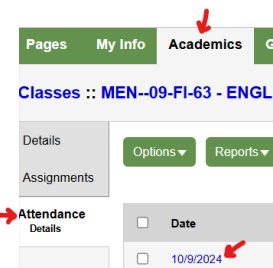 Pages My Info Academics G
Classes :: MEN--09-FI-63 - ENGL
Details
Options Reports
Assignments
Attendance
Details
Date
10/9/2024